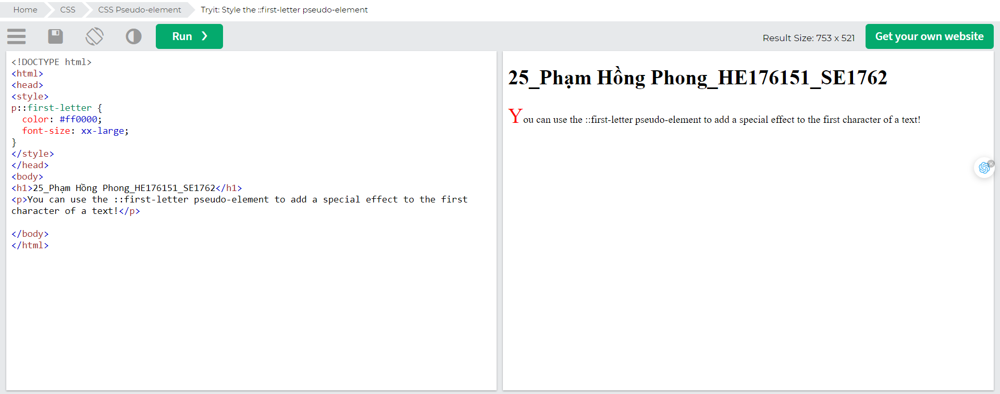 Home CSS CSS Pseudo-element Tryit: Style the ::first-letter pseudo-element
Run ❯ Result Size: 753 x 521 Get your own website
<!DOCTYPE html>
<html>
<head>
<style>
p::first-letter {
  color: #ff0000;
  font-size: xx-large;
}
</style>
</head>
<body>
<h1>25_Phạm Hồng Phong_HE176151_SE1762</h1>
<p>You can use the ::first-letter pseudo-element to add a special effect to the first
character of a text!</p>
</body>
</html>
25_Phạm Hồng Phong_HE176151_SE1762
You can use the ::first-letter pseudo-element to add a special effect to the first character of a text!